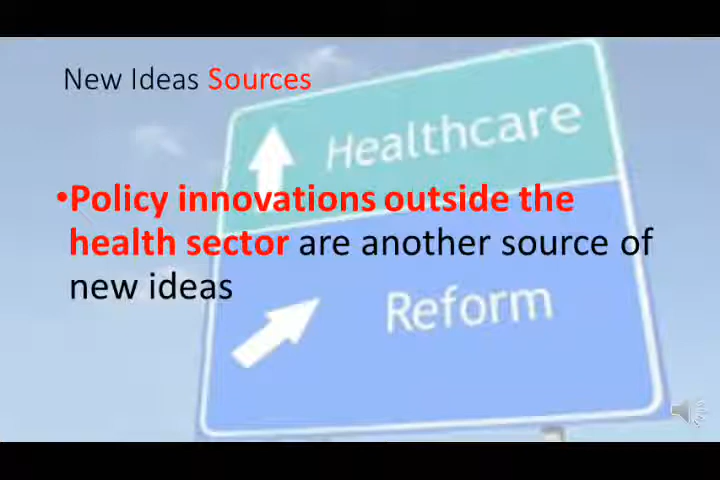 New Ideas Sources
Healthcare
•Policy innovations outside the
health sector are another source of
new ideas
Reform